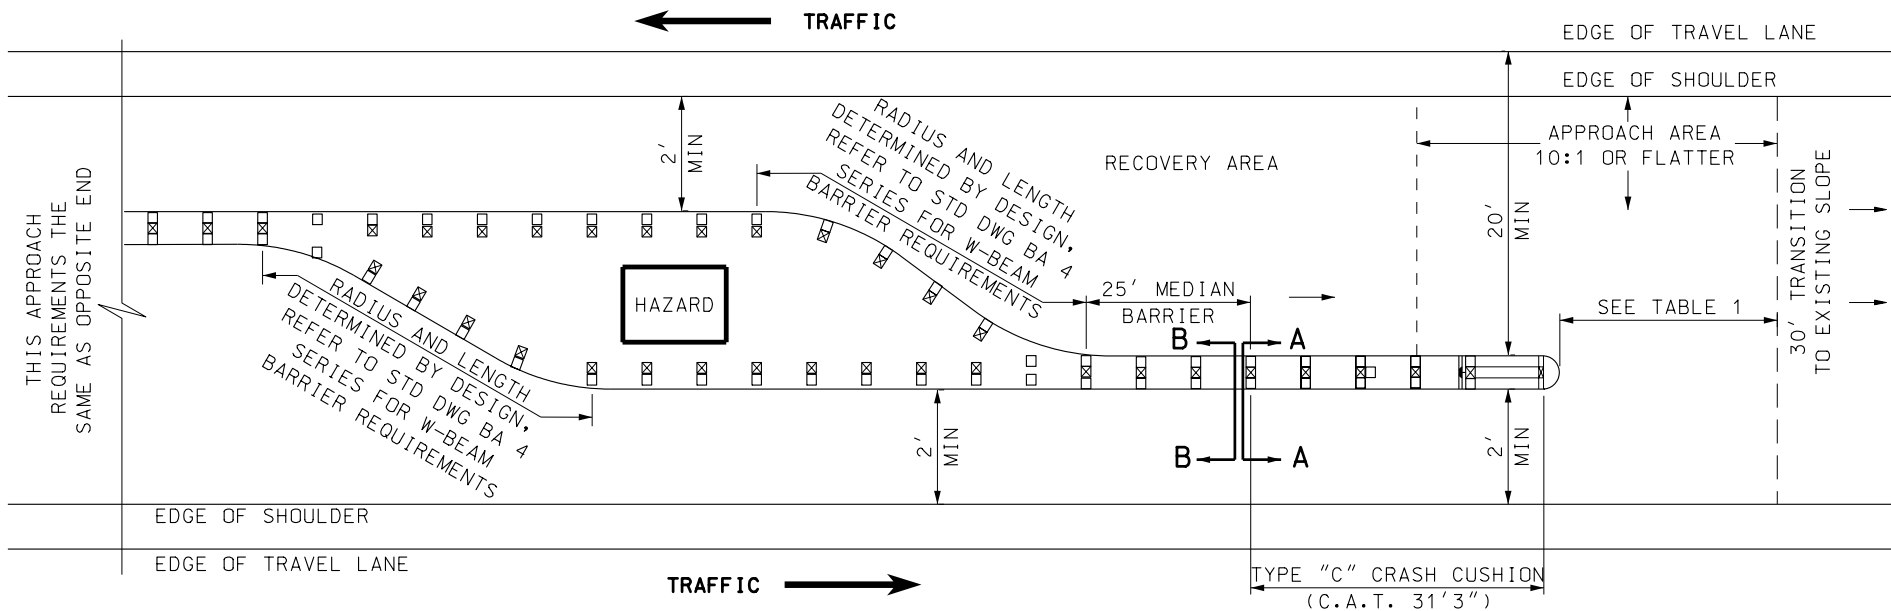 TRAFFIC
EDGE OF TRAVEL LANE
EDGE OF SHOULDER
THIS APPROACH
REQUIREMENTS THE
SAME AS OPPOSITE END
2'
MIN
RADIUS AND LENGTH
DETERMINED BY DESIGN,
REFER TO STD DWG BA 4
SERIES FOR W-BEAM
BARRIER REQUIREMENTS
RECOVERY AREA
APPROACH AREA
10:1 OR FLATTER
20'
MIN
30' TRANSITION
TO EXISTING SLOPE
HAZARD
25' MEDIAN
BARRIER
SEE TABLE 1
B
A
RADIUS AND LENGTH
DETERMINED BY DESIGN,
REFER TO STD DWG BA 4
SERIES FOR W-BEAM
BARRIER REQUIREMENTS
2'
MIN
B
A
2'
MIN
EDGE OF SHOULDER
EDGE OF TRAVEL LANE
TRAFFIC
TYPE "C" CRASH CUSHION
(C.A.T. 31'3")